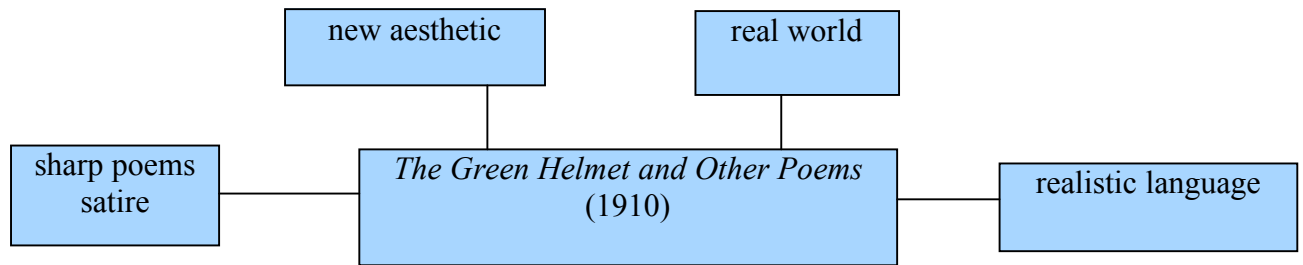 new aesthetic
real world
sharp poems
satire
The Green Helmet and Other Poems
(1910)
realistic language